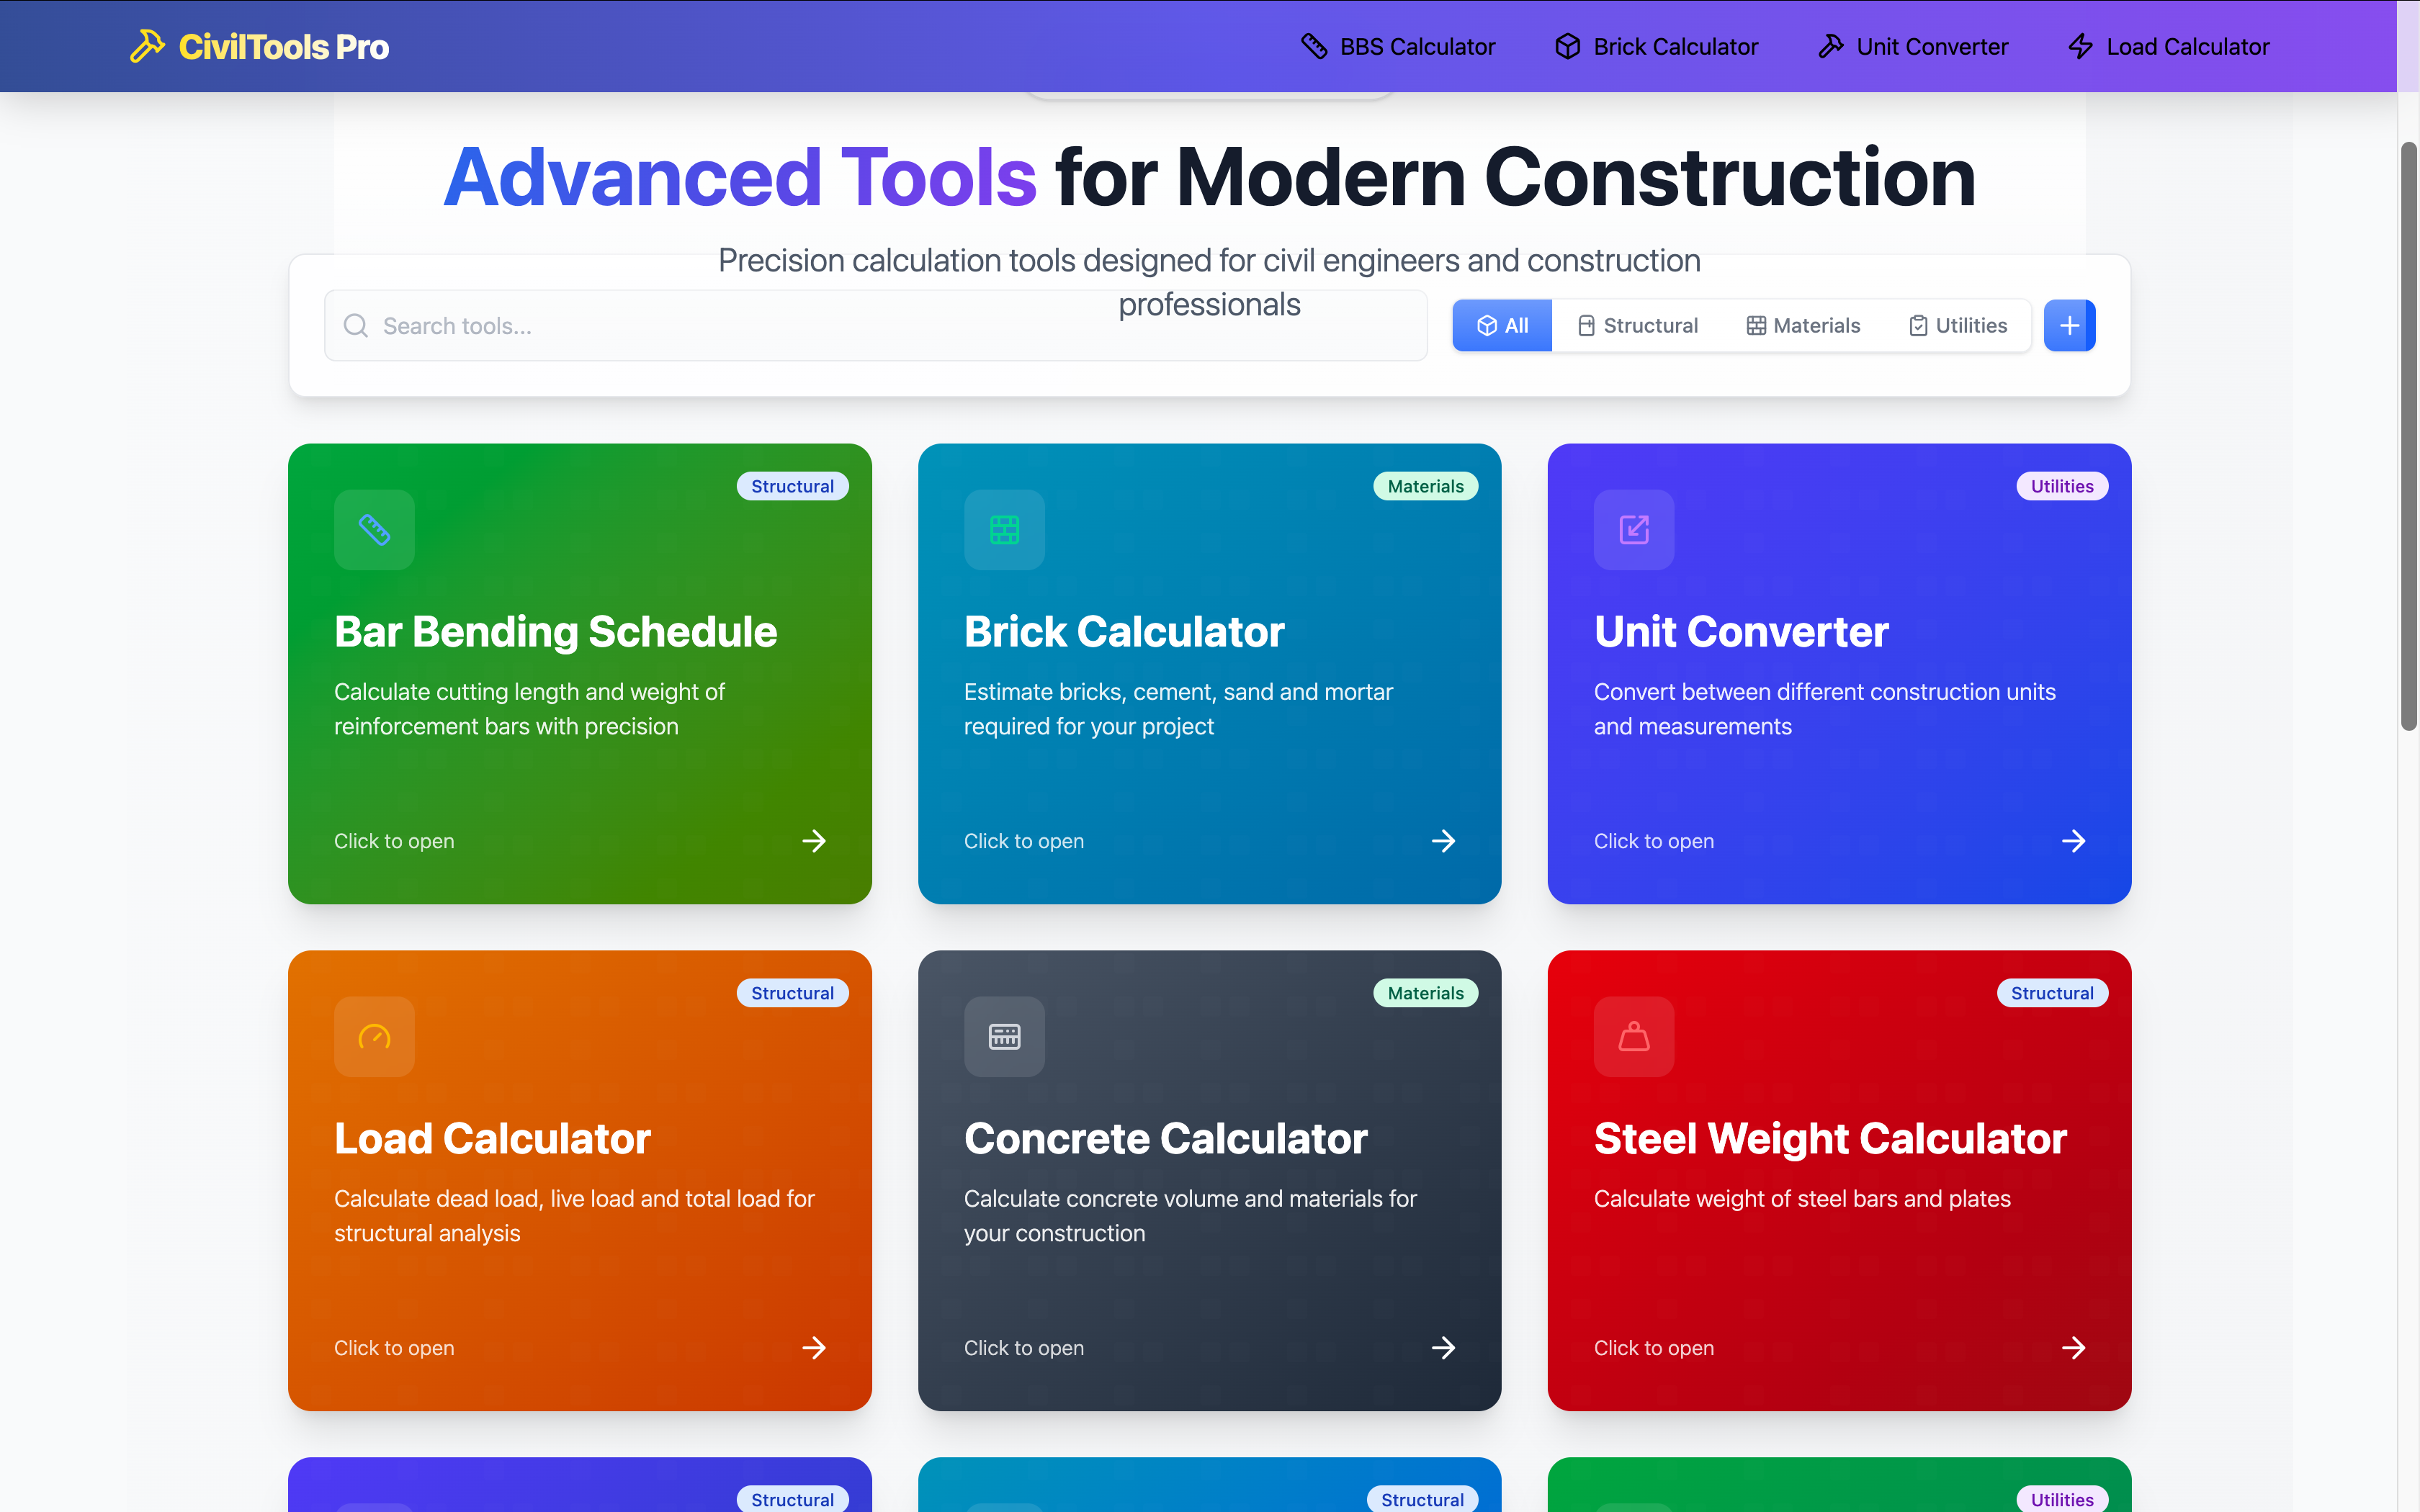 CivilTools Pro
BBS Calculator
Brick Calculator
Unit Converter
Load Calculator
Advanced Tools for Modern Construction
Precision calculation tools designed for civil engineers and construction
professionals
Search tools...
All
Structural
Materials
Utilities
Structural
Bar Bending Schedule
Calculate cutting length and weight of
reinforcement bars with precision
Click to open
Materials
Brick Calculator
Estimate bricks, cement, sand and mortar
required for your project
Click to open
Utilities
Unit Converter
Convert between different construction units
and measurements
Click to open
Structural
Load Calculator
Calculate dead load, live load and total load for
structural analysis
Click to open
Materials
Concrete Calculator
Calculate concrete volume and materials for
your construction
Click to open
Structural
Steel Weight Calculator
Calculate weight of steel bars and plates
Click to open
Structural
Structural
Utilities